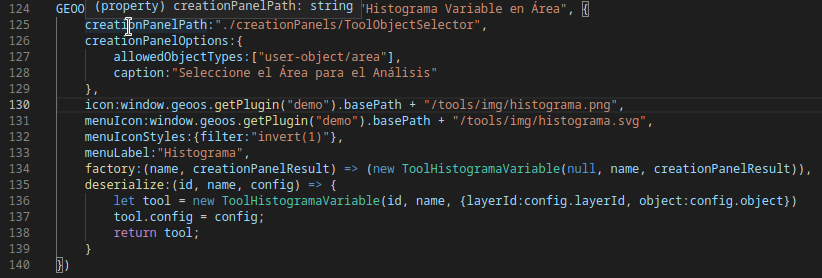 (property) creationPanelPath: string
124 GEOO "Histograma Variable en Área", {
125 creationPanelPath:"./creationPanels/ToolObjectSelector",
126 creationPanelOptions:{
127 allowedObjectTypes:["user-object/area"],
128 caption:"Seleccione el Área para el Análisis"
129 },
130 icon:window.geoos.getPlugin("demo").basePath + "/tools/img/histograma.png",
131 menuIcon:window.geoos.getPlugin("demo").basePath + "/tools/img/histograma.svg",
132 menuIconStyles:{filter:"invert(1)"},
133 menuLabel:"Histograma",
134 factory:(name, creationPanelResult) => (new ToolHistogramaVariable(null, name, creationPanelResult)),
135 deserialize:(id, name, config) => {
136 let tool = new ToolHistogramaVariable(id, name, {layerId:config.layerId, object:config.object})
137 tool.config = config;
138 return tool;
139 }
140 })